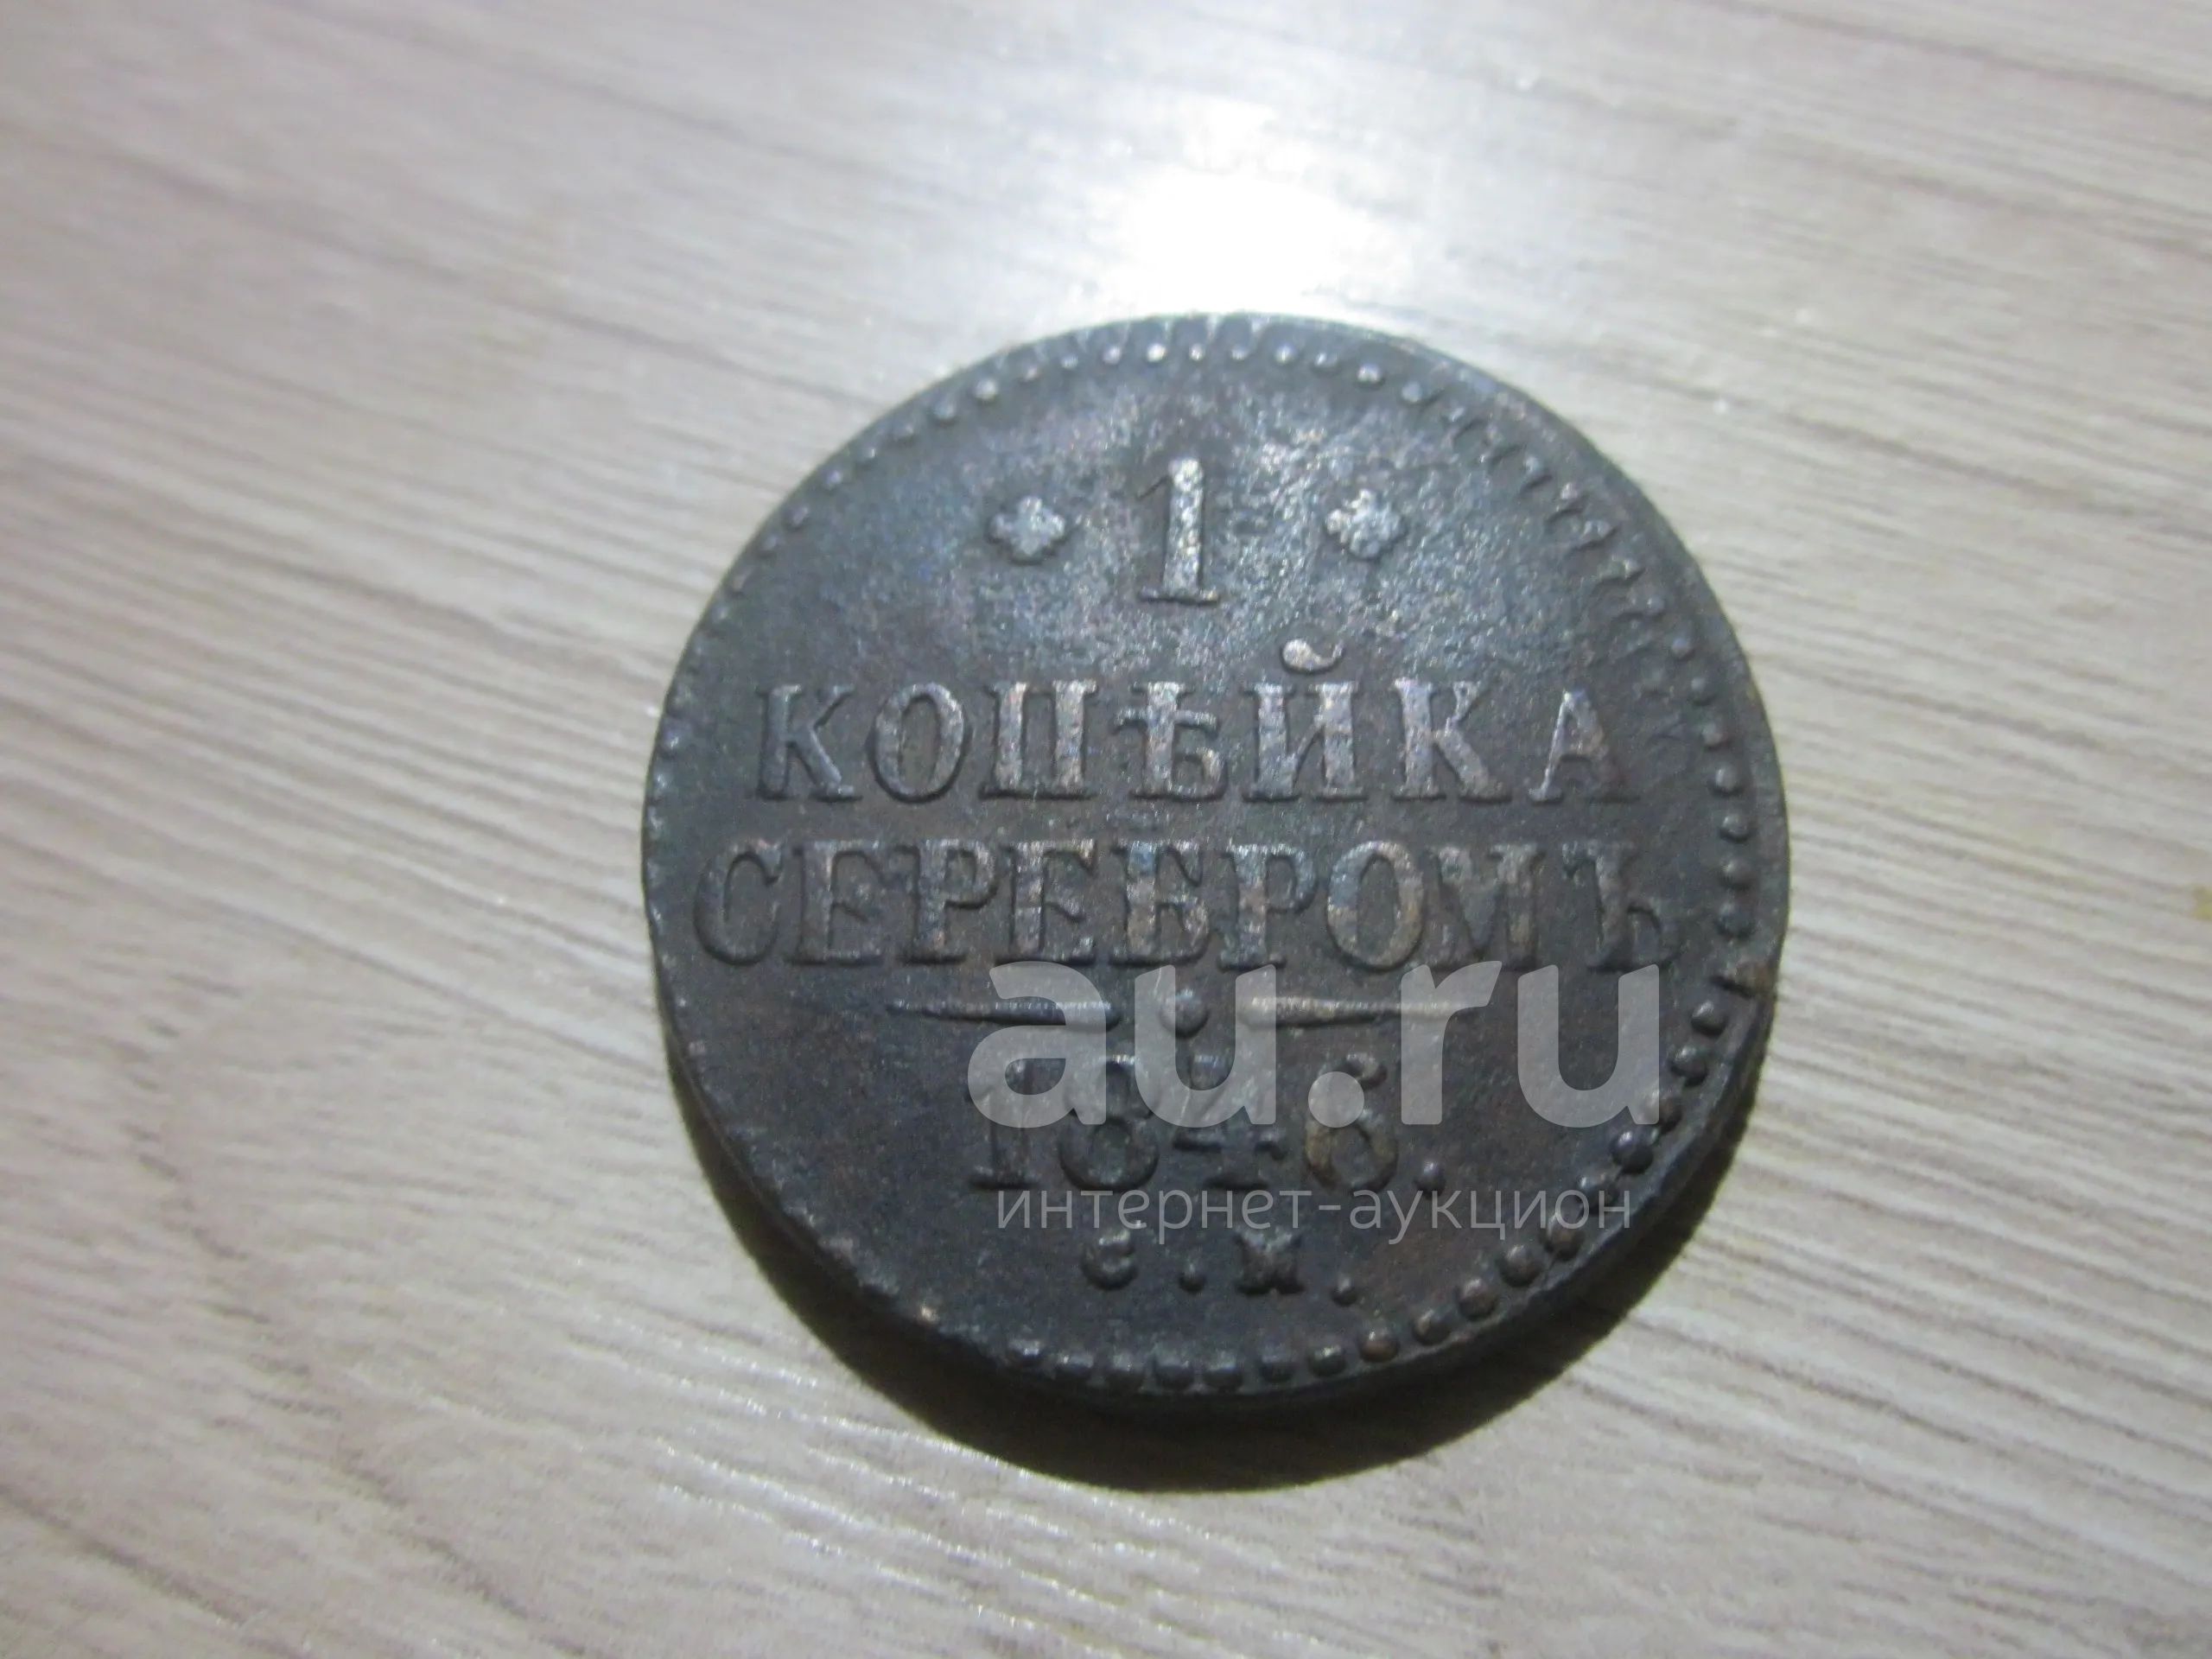 1
КОПѢЙКА
СЕРЕБРОМЪ
1846.
С.М.
au.ru
интернет-аукцион